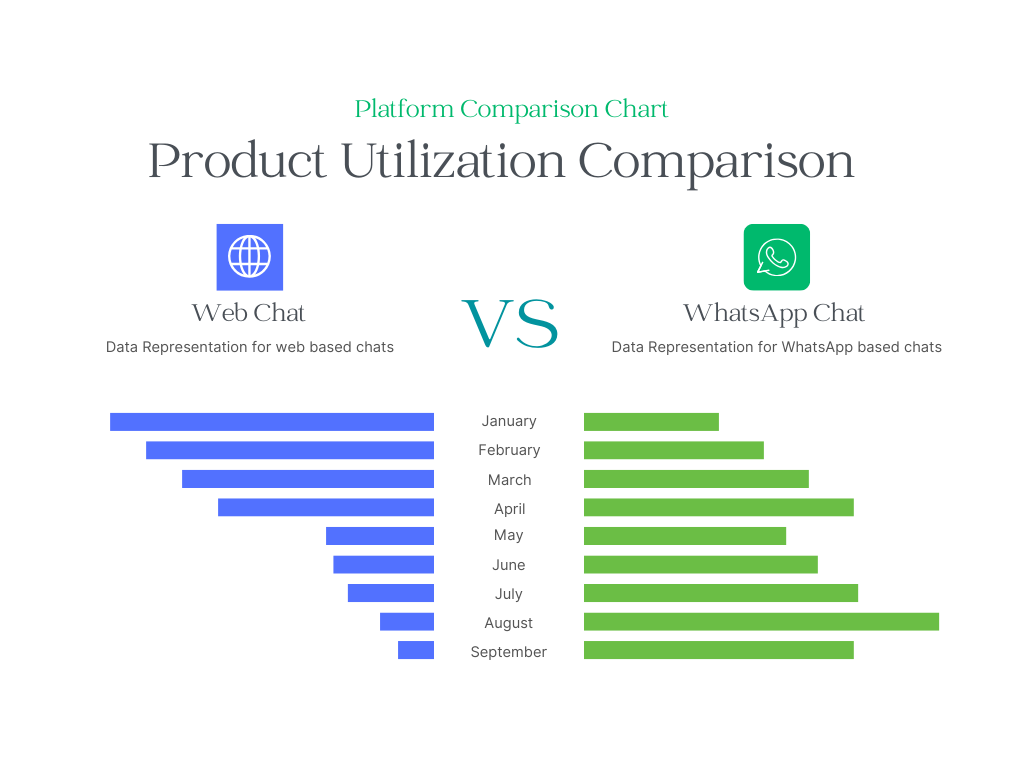 Platform Comparison Chart
Product Utilization Comparison
Web Chat
Data Representation for web based chats
VS
WhatsApp Chat
Data Representation for WhatsApp based chats
January
February
March
April
May
June
July
August
September